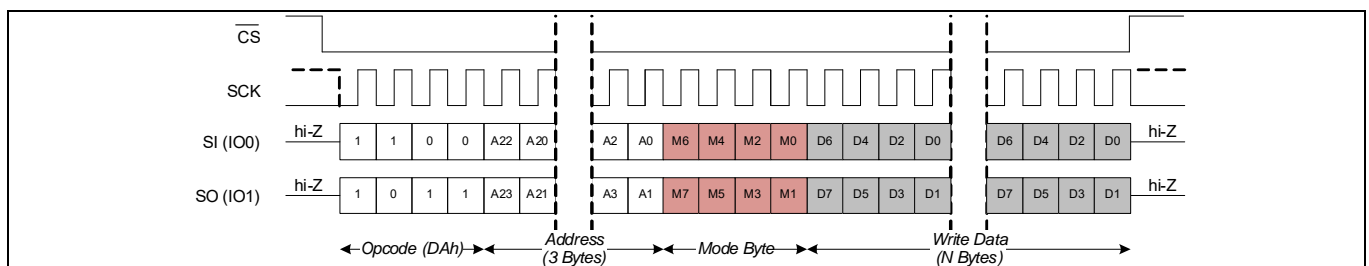 CS
SCK
SI (IO0) hi-Z 1 1 0 0 A22 A20 A2 A0 M6 M4 M2 M0 D6 D4 D2 D0 D6 D4 D2 D0 hi-Z
SO (IO1) hi-Z 1 0 1 1 A23 A21 A3 A1 M7 M5 M3 M1 D7 D5 D3 D1 D7 D5 D3 D1 hi-Z
Opcode (DAh) Address Mode Byte Write Data
(3 Bytes) (N Bytes)